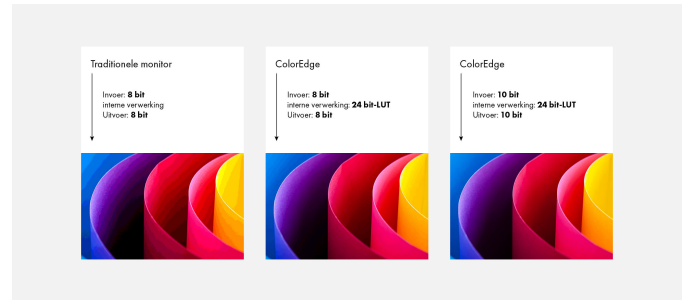 Traditionele monitor
Invoer: 8 bit
interne verwerking
Uitvoer: 8 bit
ColorEdge
Invoer: 8 bit
interne verwerking: 24 bit-LUT
Uitvoer: 8 bit
ColorEdge
Invoer: 10 bit
interne verwerking: 24 bit-LUT
Uitvoer: 10 bit